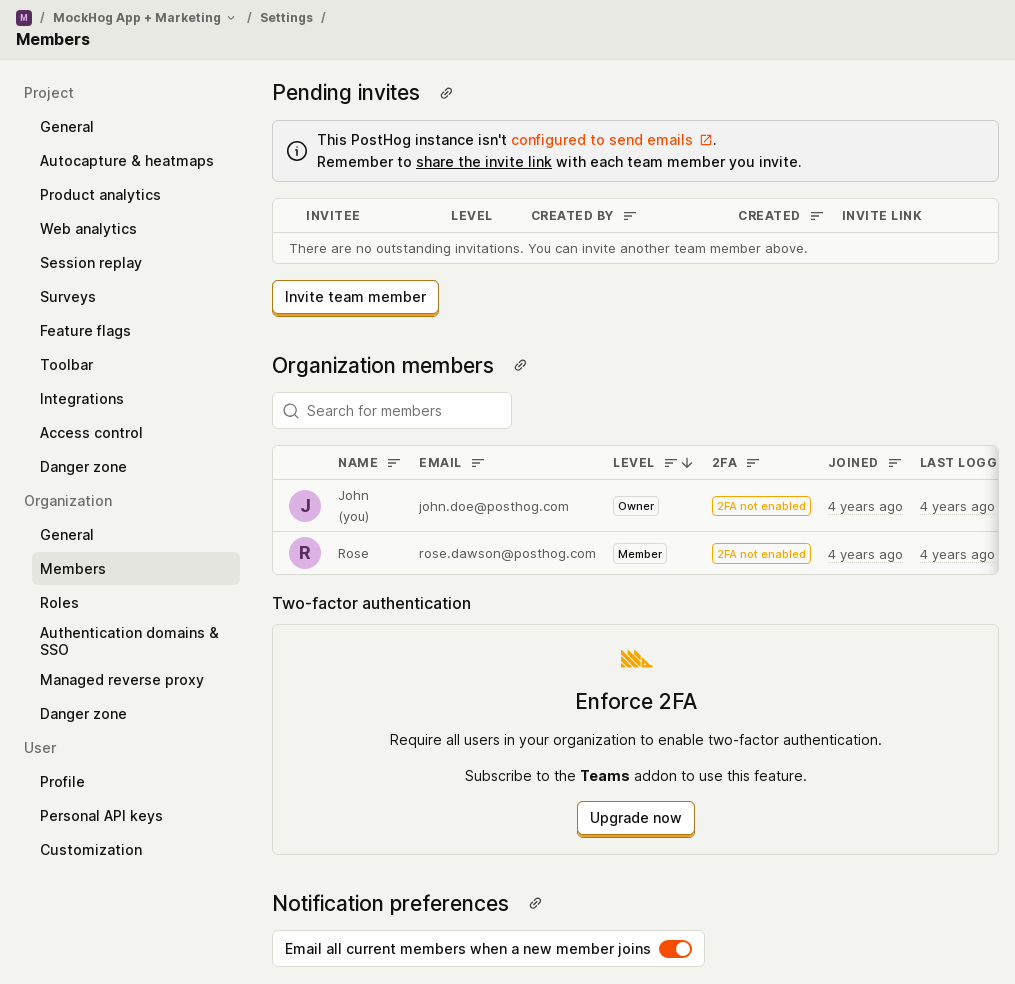 M / MockHog App + Marketing / Settings /
Members
Project
General
Autocapture & heatmaps
Product analytics
Web analytics
Session replay
Surveys
Feature flags
Toolbar
Integrations
Access control
Danger zone
Organization
General
Members
Roles
Authentication domains &
SSO
Managed reverse proxy
Danger zone
User
Profile
Personal API keys
Customization
Pending invites
This PostHog instance isn't configured to send emails .
Remember to share the invite link with each team member you invite.
INVITEE LEVEL CREATED BY CREATED INVITE LINK
There are no outstanding invitations. You can invite another team member above.
Invite team member
Organization members
Search for members
NAME EMAIL LEVEL 2FA JOINED LAST LOGG
J John john.doe@posthog.com Owner 2FA not enabled 4 years ago 4 years ago
(you)
R Rose rose.dawson@posthog.com Member 2FA not enabled 4 years ago 4 years ago
Two-factor authentication
Enforce 2FA
Require all users in your organization to enable two-factor authentication.
Subscribe to the Teams addon to use this feature.
Upgrade now
Notification preferences
Email all current members when a new member joins